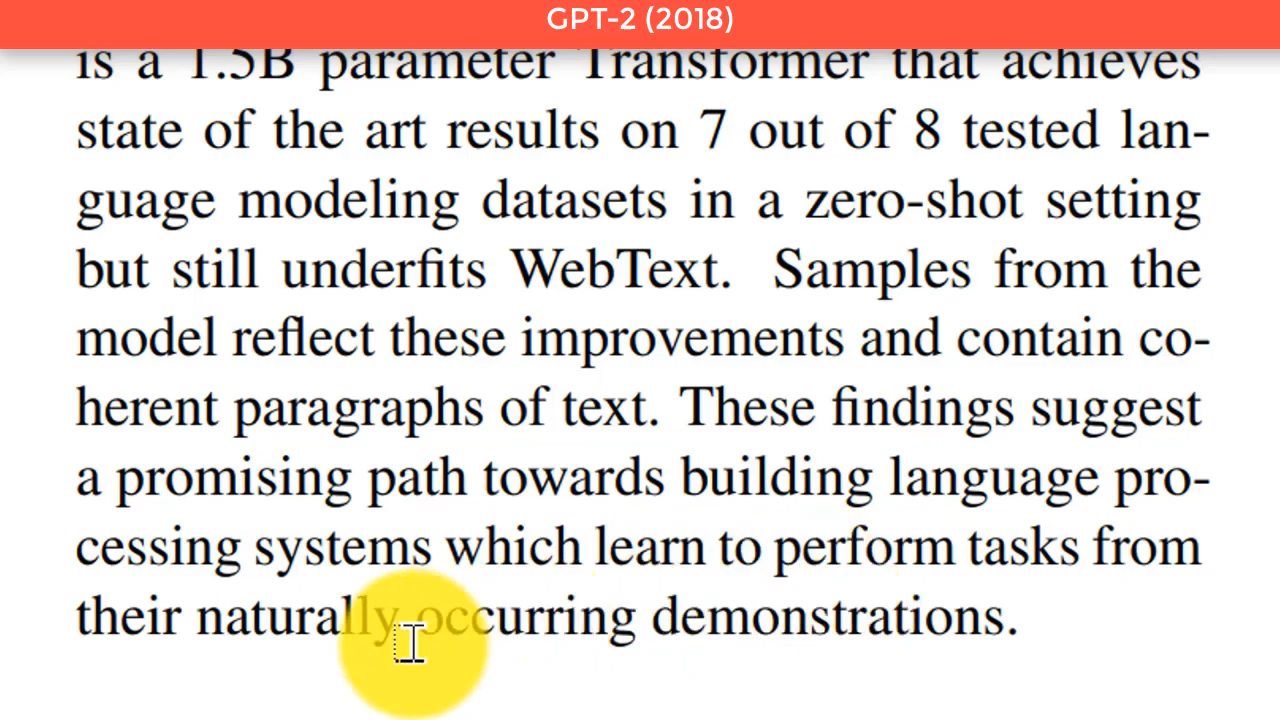 GPT-2 (2018)
is a 1.5B parameter Transformer that achieves
state of the art results on 7 out of 8 tested lan-
guage modeling datasets in a zero-shot setting
but still underfits WebText. Samples from the
model reflect these improvements and contain co-
herent paragraphs of text. These findings suggest
a promising path towards building language pro-
cessing systems which learn to perform tasks from
their naturally occurring demonstrations.